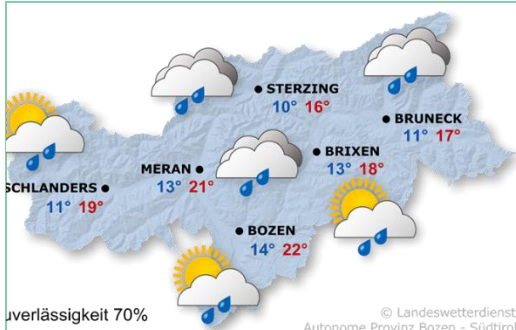 STERZING
10° 16°
BRUNECK
11° 17°
BRIXEN
13° 18°
MERAN
13° 21°
SCHLANDERS
11° 19°
BOZEN
14° 22°
uverlässigkeit 70%
© Landeswetterdienst
Autonome Provinz Bozen - Südtirol